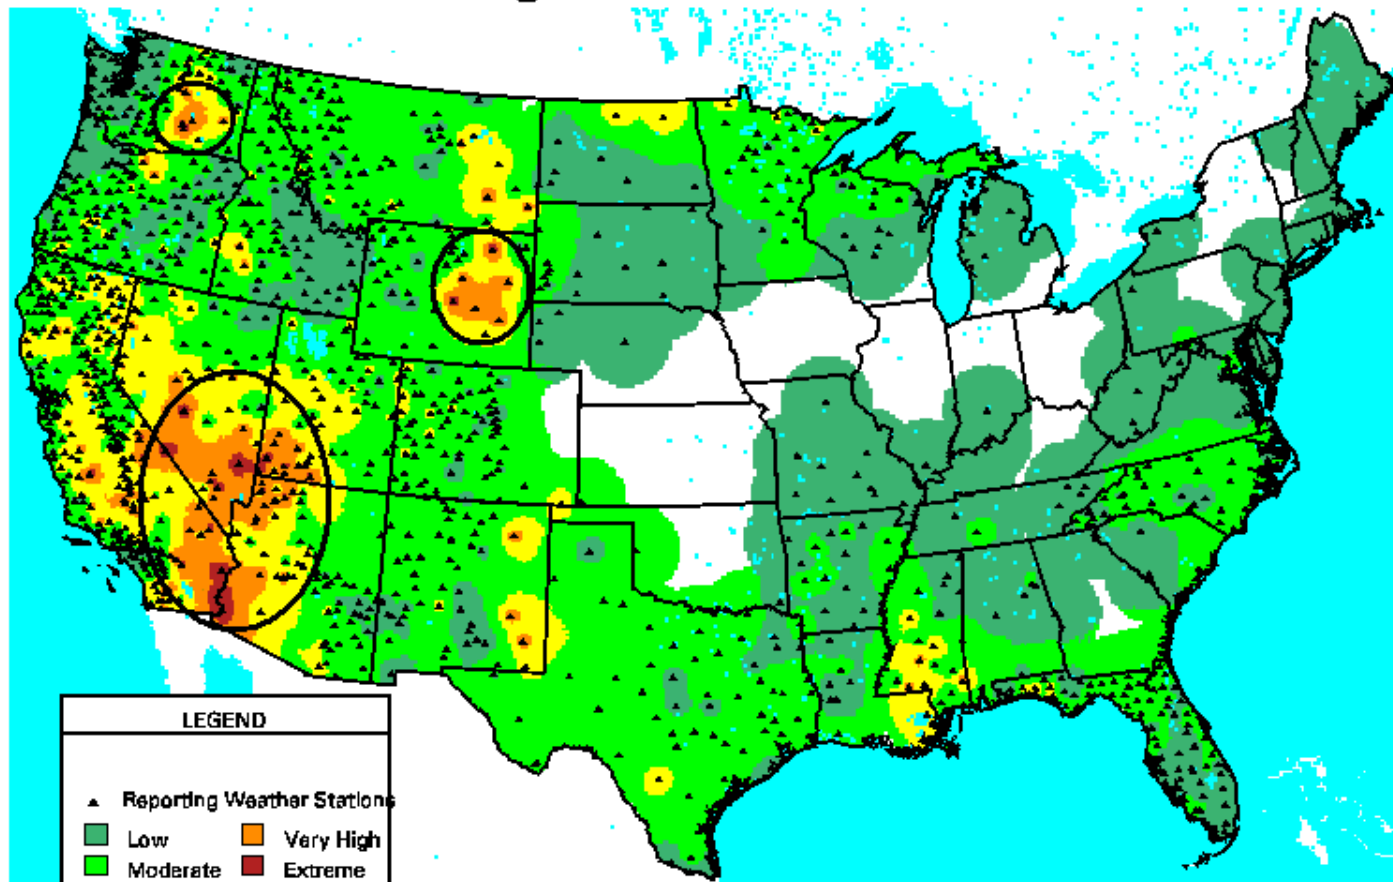 LEGEND
Reporting Weather Stations
Low
Very High
Moderate
Extreme